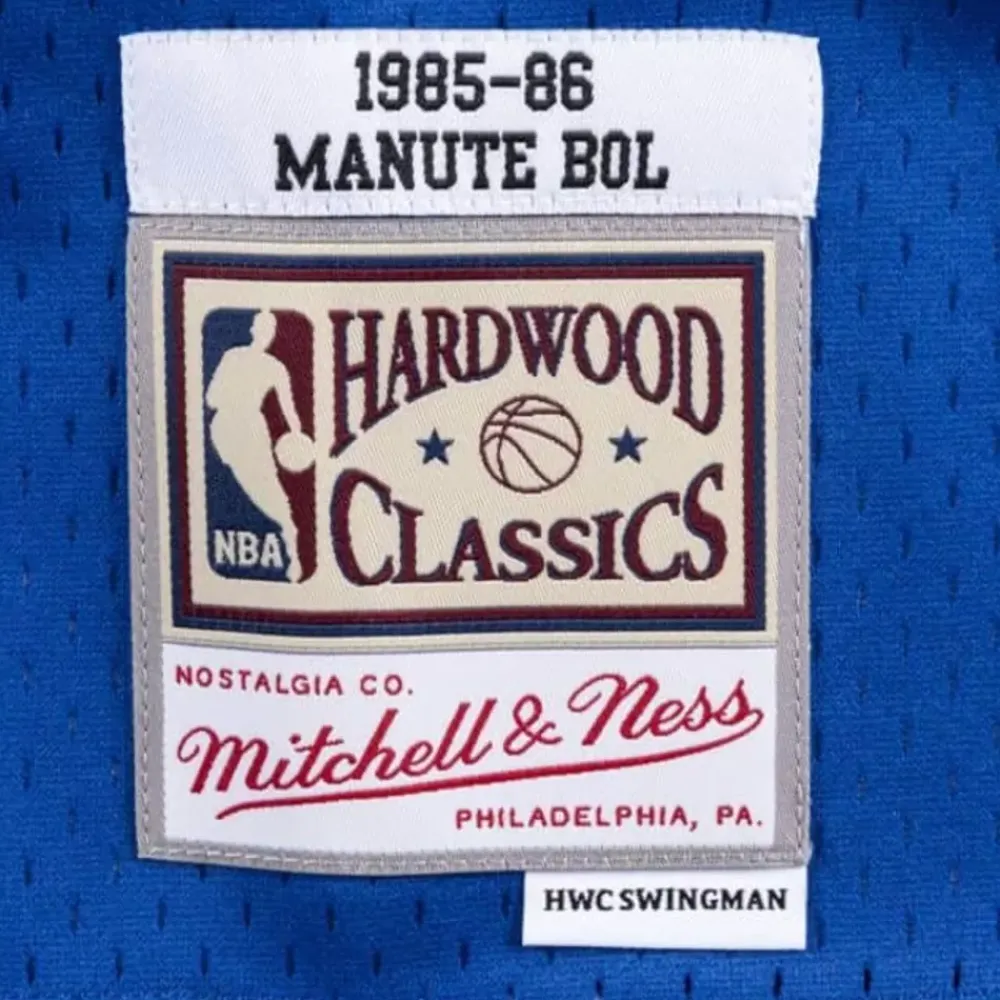 1985-86
MANUTE BOL
HARDWOOD
CLASSICS
NBA
NOSTALGIA CO.
Mitchell & Ness
PHILADELPHIA, PA.
HWC SWINGMAN